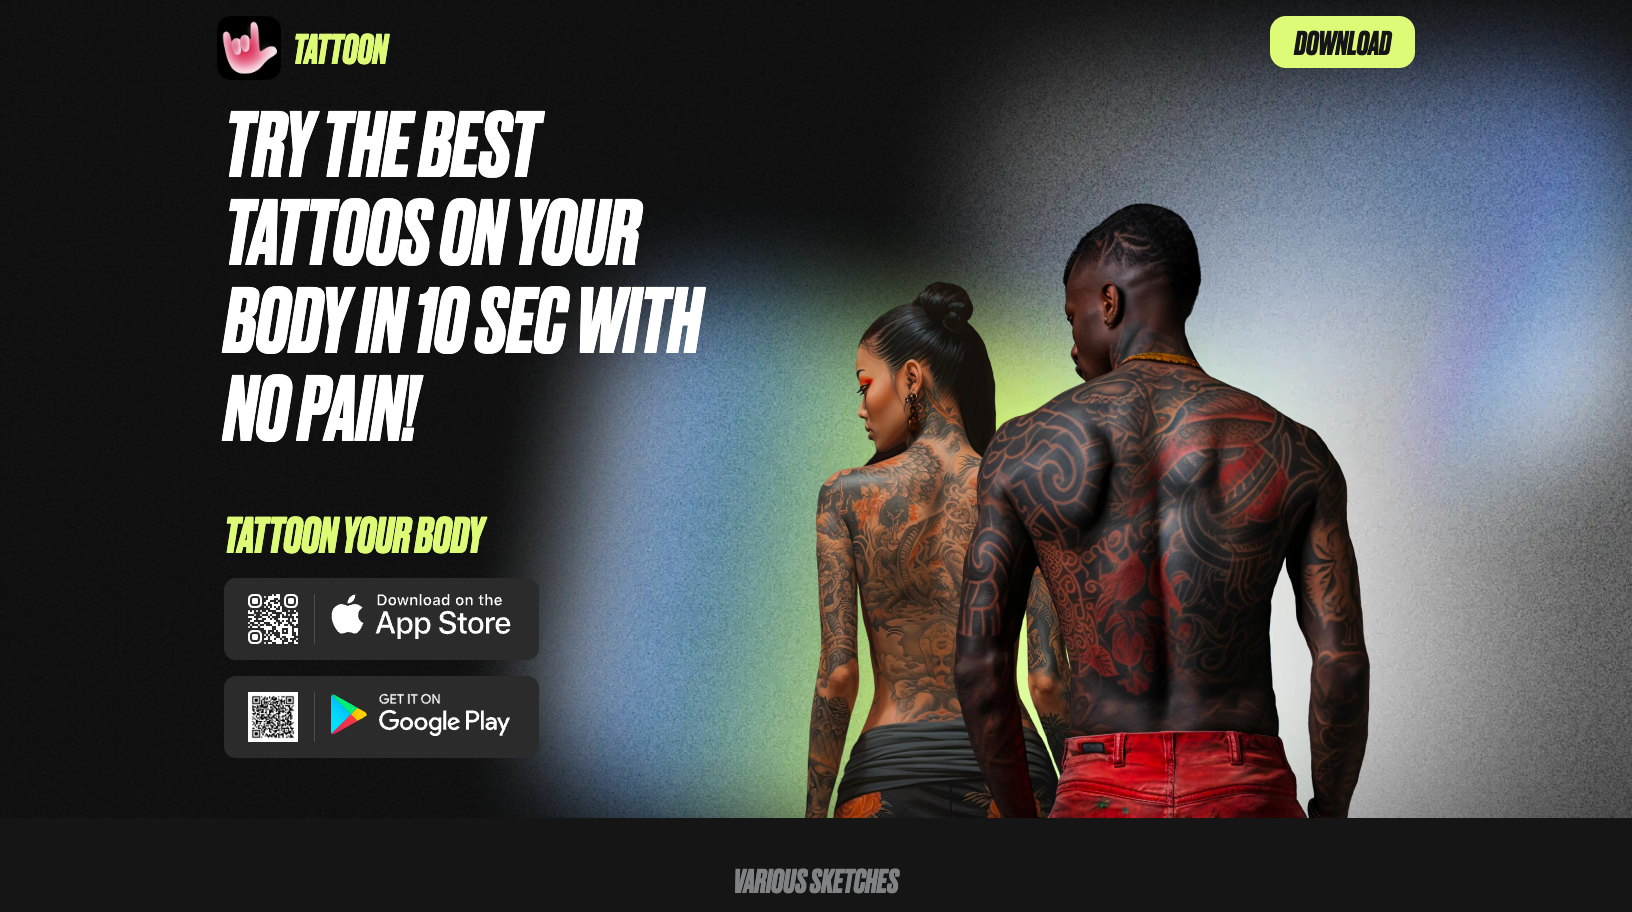 TATTOON
DOWNLOAD
TRY THE BEST
TATTOOS ON YOUR
BODY IN 10 SEC WITH
NO PAIN!
TATTOON YOUR BODY
Download on the
App Store
GET IT ON
Google Play
VARIOUS SKETCHES